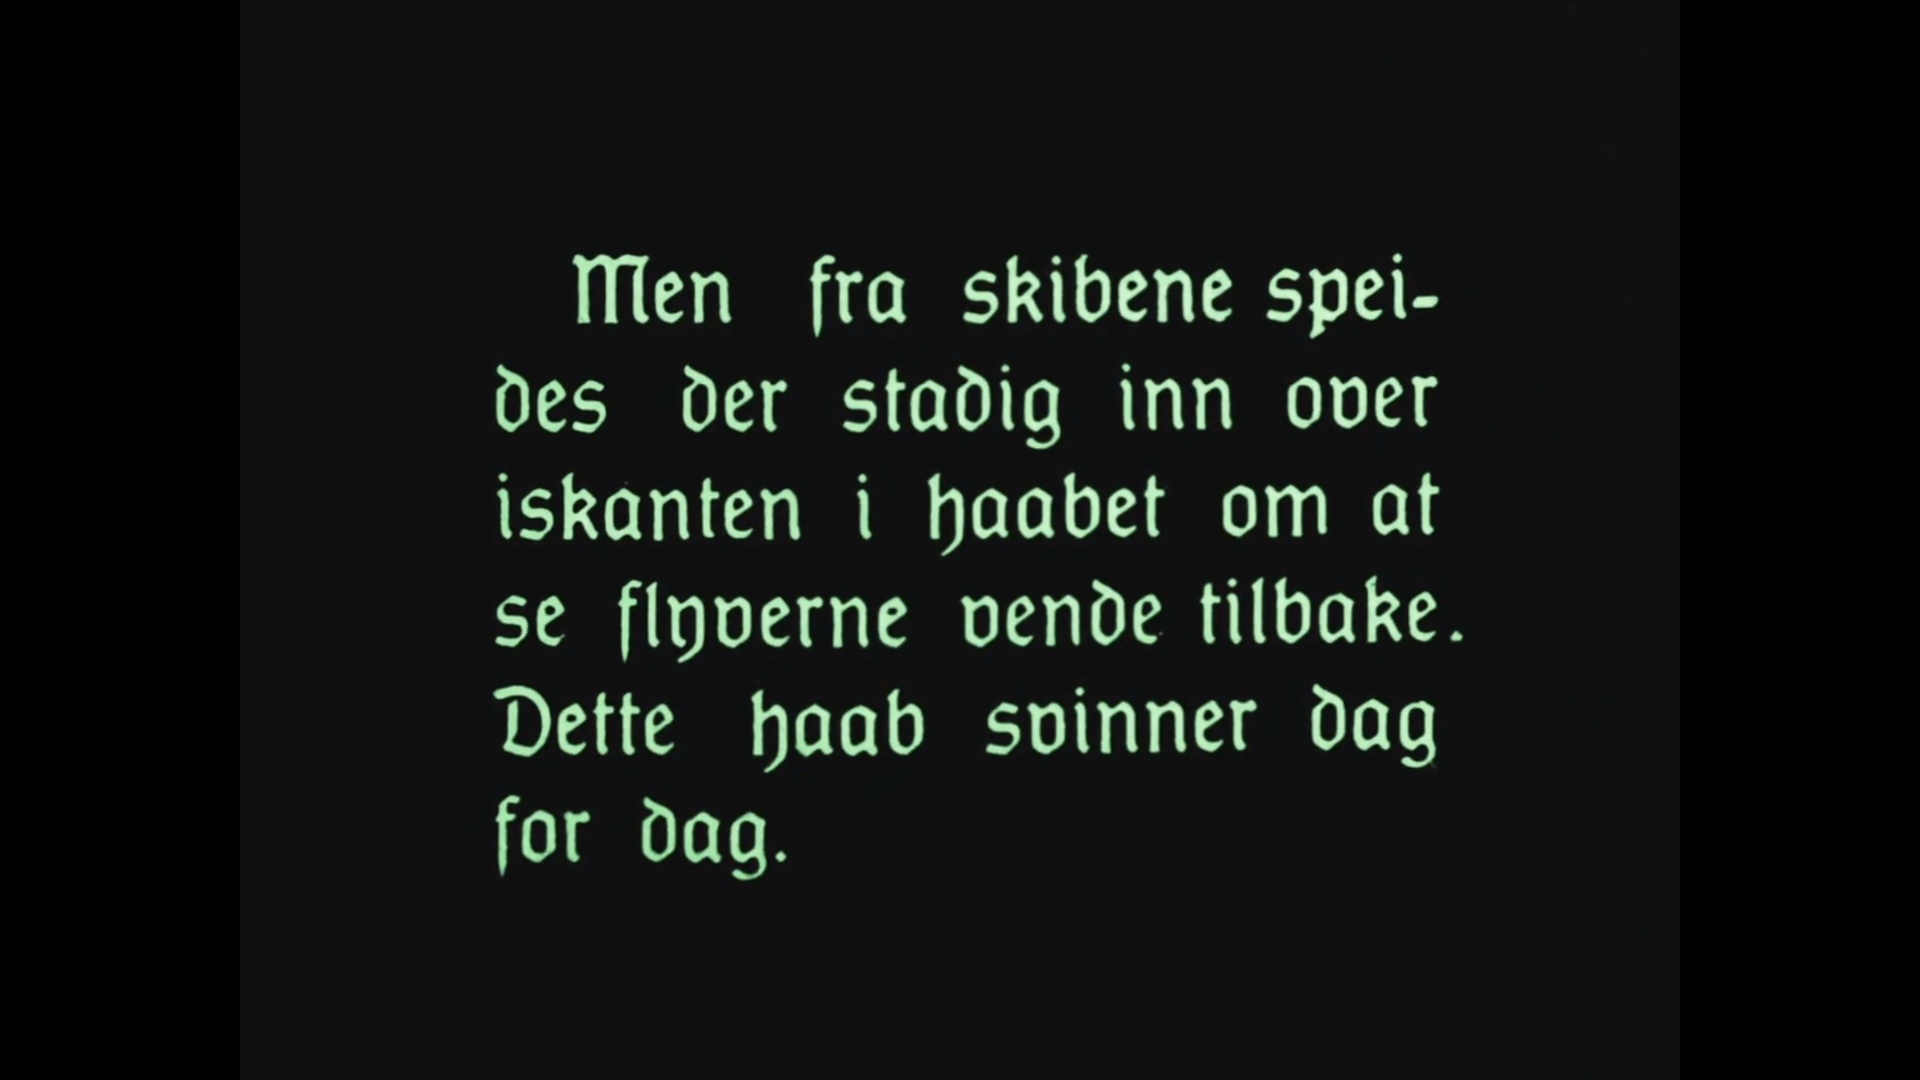 Men fra skibene spei-
des der stadig inn over
iskanten i haabet om at
se flyverne vende tilbake.
Dette haab svinner dag
for dag.